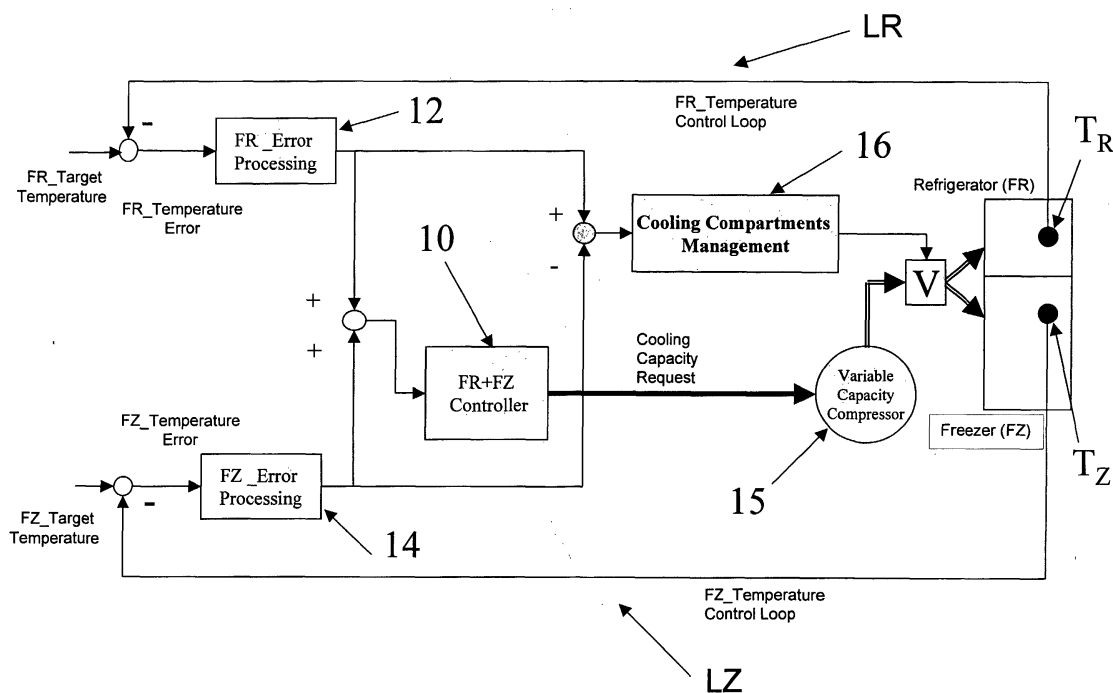 LR
FR_Temperature
Control Loop
-
12
FR _Error
Processing
FR_Target
Temperature
FR_Temperature
Error
16
T_R
Refrigerator (FR)
+
Cooling Compartments
Management
-
10
V
+
+
FR+FZ
Controller
Cooling
Capacity
Request
Variable
Capacity
Compressor
FZ_Temperature
Error
Freezer (FZ)
T_Z
FZ _Error
Processing
-
15
FZ_Target
Temperature
14
FZ_Temperature
Control Loop
LZ